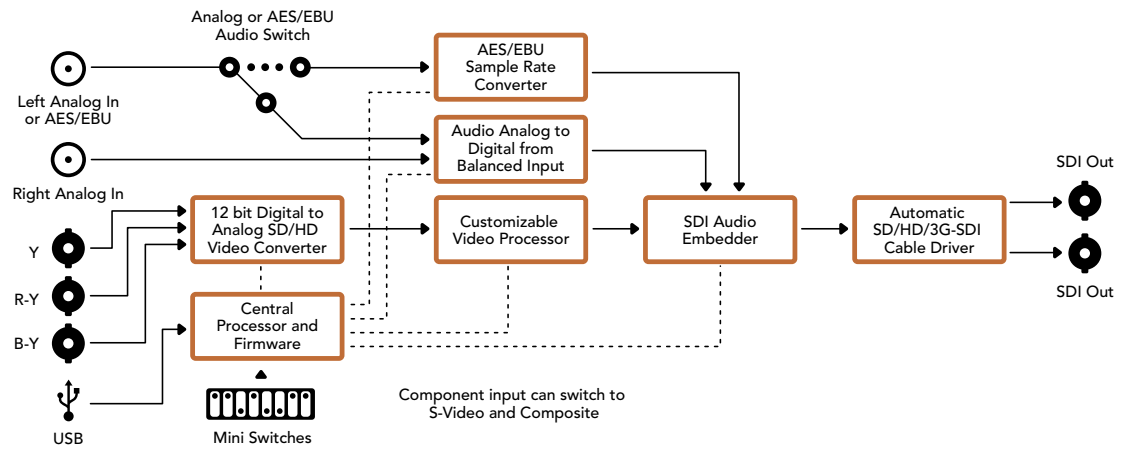 Analog or AES/EBU
Audio Switch
Left Analog In
or AES/EBU
Right Analog In
AES/EBU
Sample Rate
Converter
Audio Analog to
Digital from
Balanced Input
Y
R-Y
B-Y
USB
12 bit Digital to
Analog SD/HD
Video Converter
Central
Processor and
Firmware
Mini Switches
Customizable
Video Processor
SDI Audio
Embedder
Automatic
SD/HD/3G-SDI
Cable Driver
SDI Out
SDI Out
Component input can switch to
S-Video and Composite